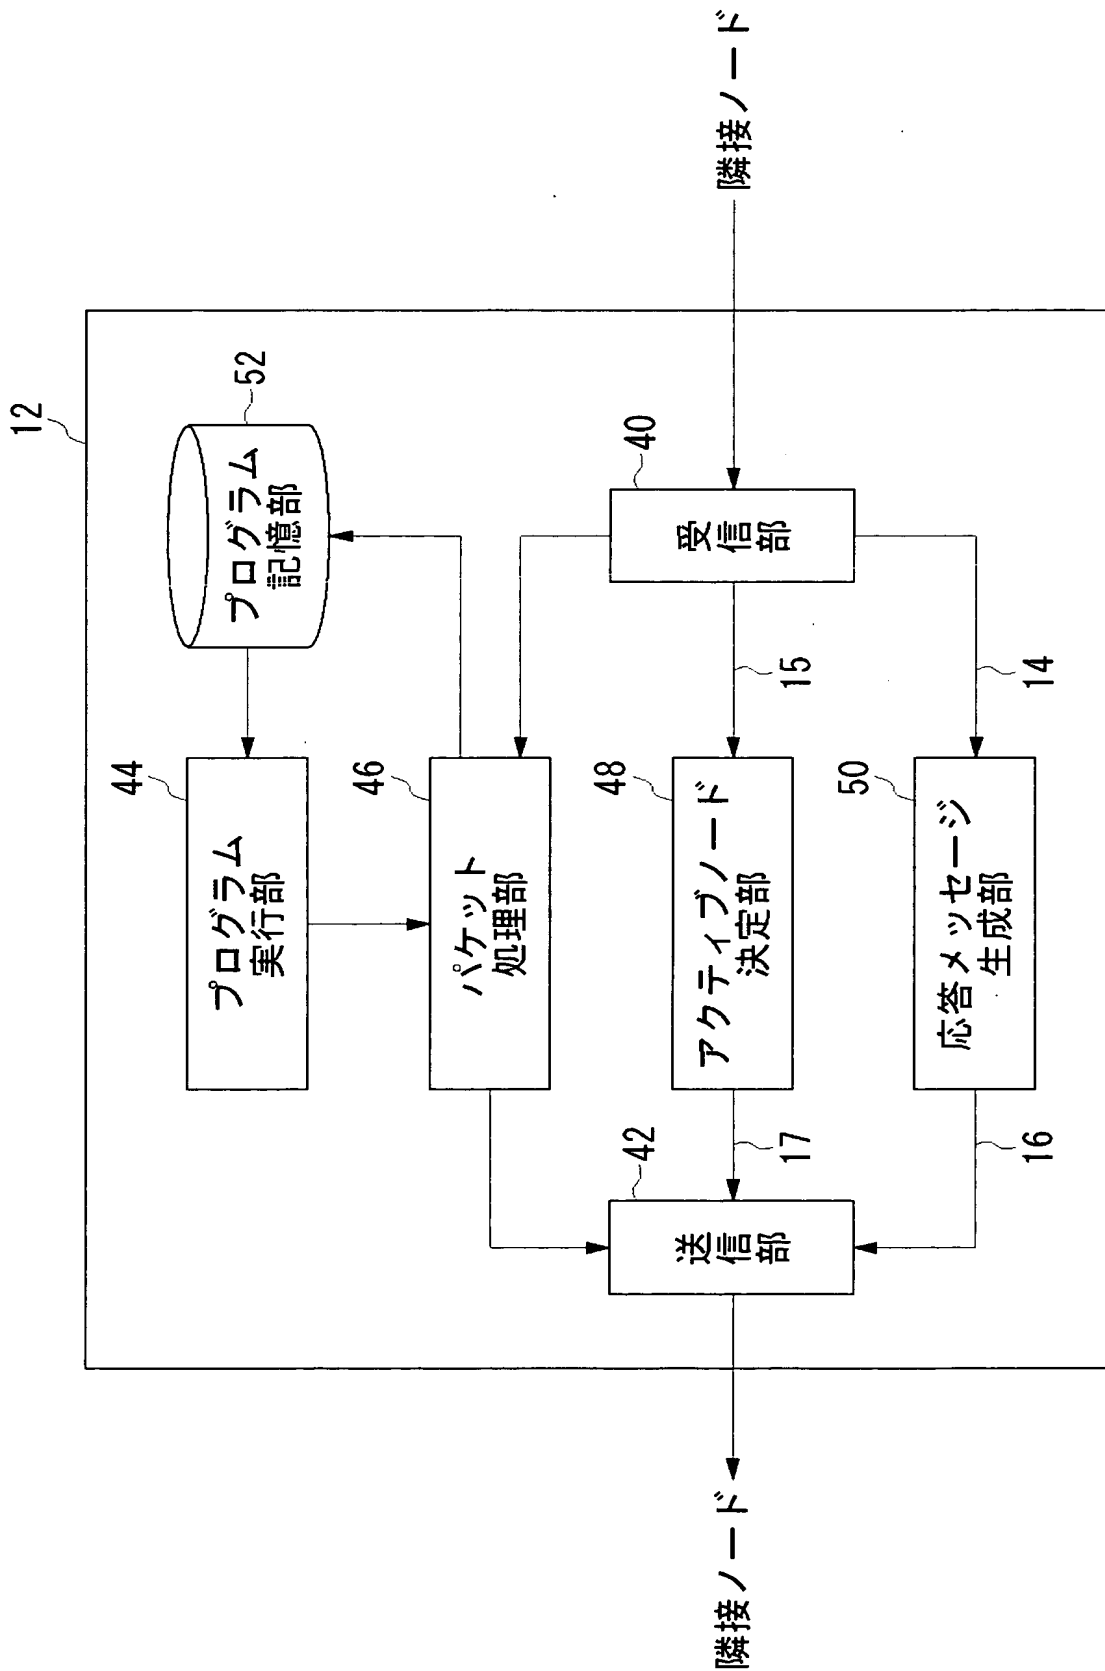 12
プログラム
実行部
44
プログラム
記憶部
52
パケット
処理部
46
隣接ノード
送信部
42
17
アクティブノード
決定部
48
15
受信部
40
隣接ノード
16
応答メッセージ
生成部
50
14